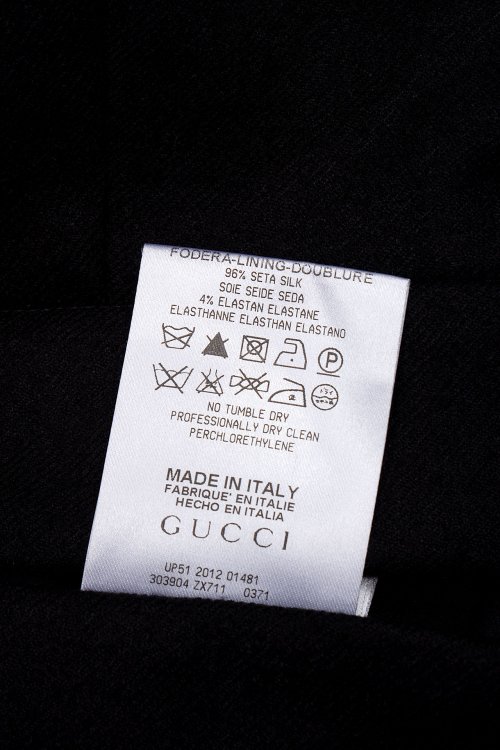 FODERA-LINING-DOUBLURE
96% SETA SILK
SOIE SEIDE SEDA
4% ELASTAN ELASTANE
ELASTHANNE ELASTHAN ELASTANO
P
NO TUMBLE DRY
PROFESSIONALLY DRY CLEAN
PERCHLORETHYLENE
MADE IN ITALY
FABRIQUE' EN ITALIE
HECHO EN ITALIA
GUCCI
UP51 2012 01481
303904 ZX711 0371